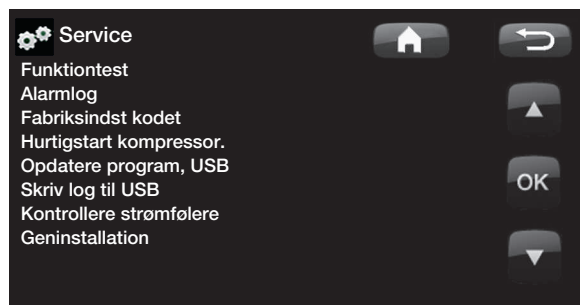 Service
Funktiontest
Alarmlog
Fabriksindst kodet
Hurtigstart kompressor.
Opdatere program, USB
Skriv log til USB
OK
Kontrollere strømfølere
Geninstallation